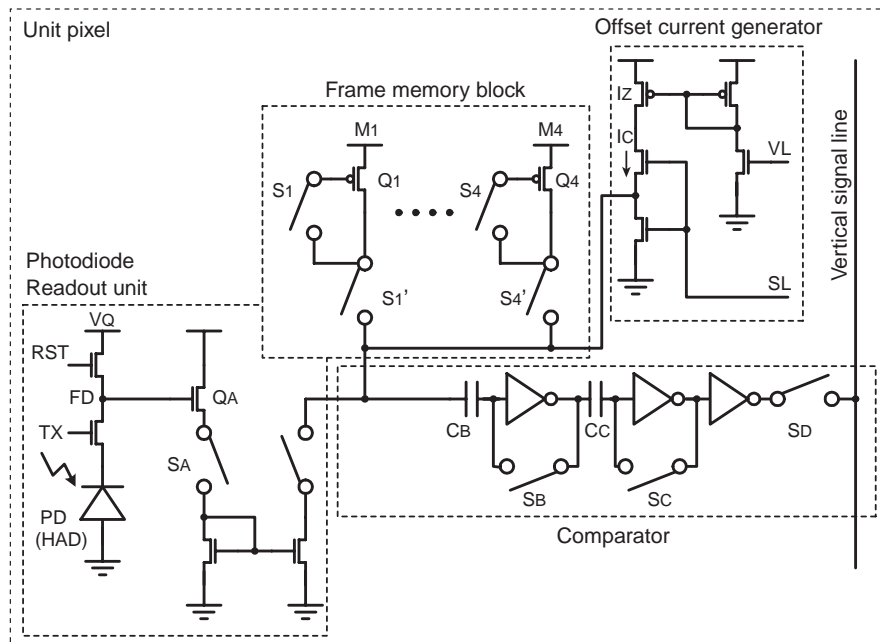 Unit pixel
Offset current generator
IZ
IC
VL
SL
Vertical signal line
Frame memory block
M1
M4
S1
Q1
S4
Q4
S1'
S4'
Photodiode
Readout unit
VQ
RST
FD
QA
TX
SA
PD
(HAD)
CB
CC
SD
SB
SC
Comparator